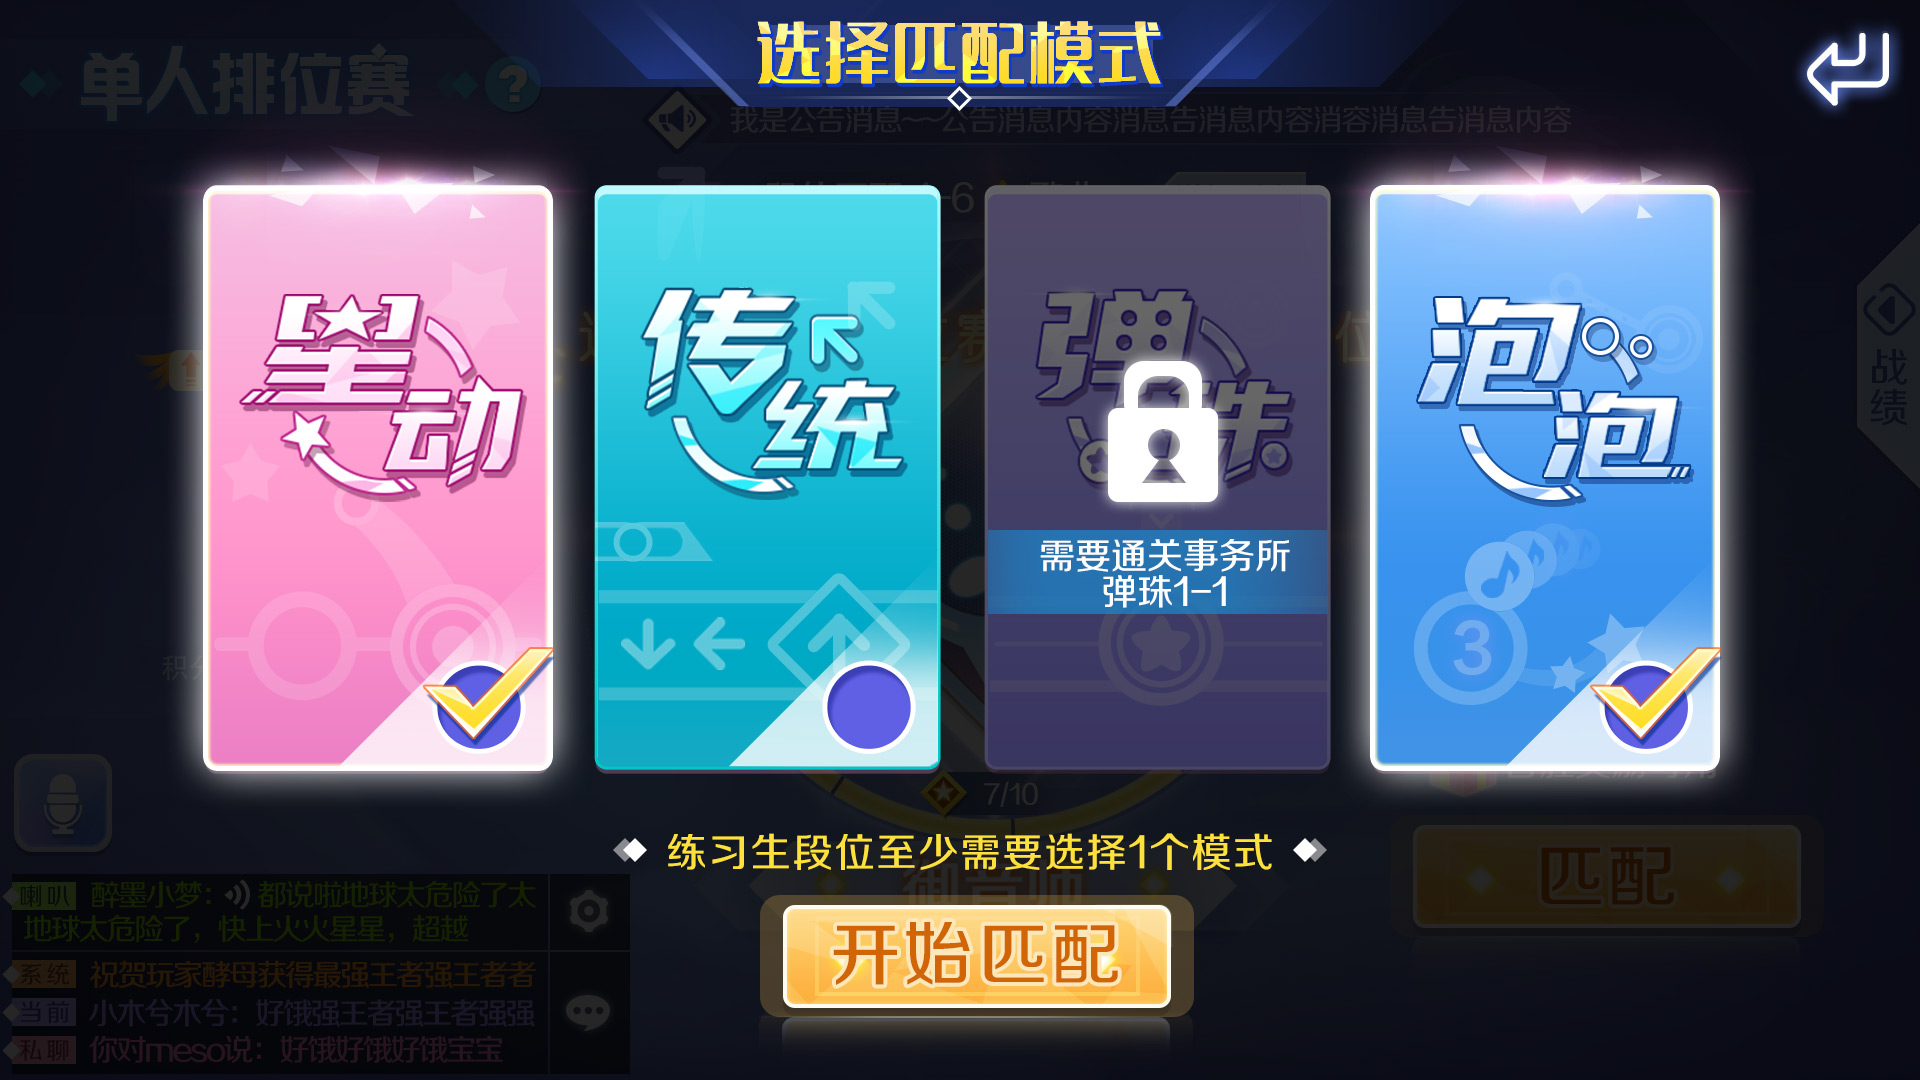 选择匹配模式
单人排位赛
?
我是公告消息~~公告消息内容消息告消息内容消容消息告消息内容
-6
星动
传统
弹珠
泡泡
需要通关事务所
弹珠1-1
3
战绩
7/10
练习生段位至少需要选择1个模式
御音师
匹配
开始匹配
喇叭 醉墨小梦: 都说啦地球太危险了太
地球太危险了，快上火火星星，超越
系统 祝贺玩家酵母获得最强王者强王者者
当前 小木兮木兮：好饿强王者强王者强强
私聊 你对meso说：好饿好饿好饿宝宝